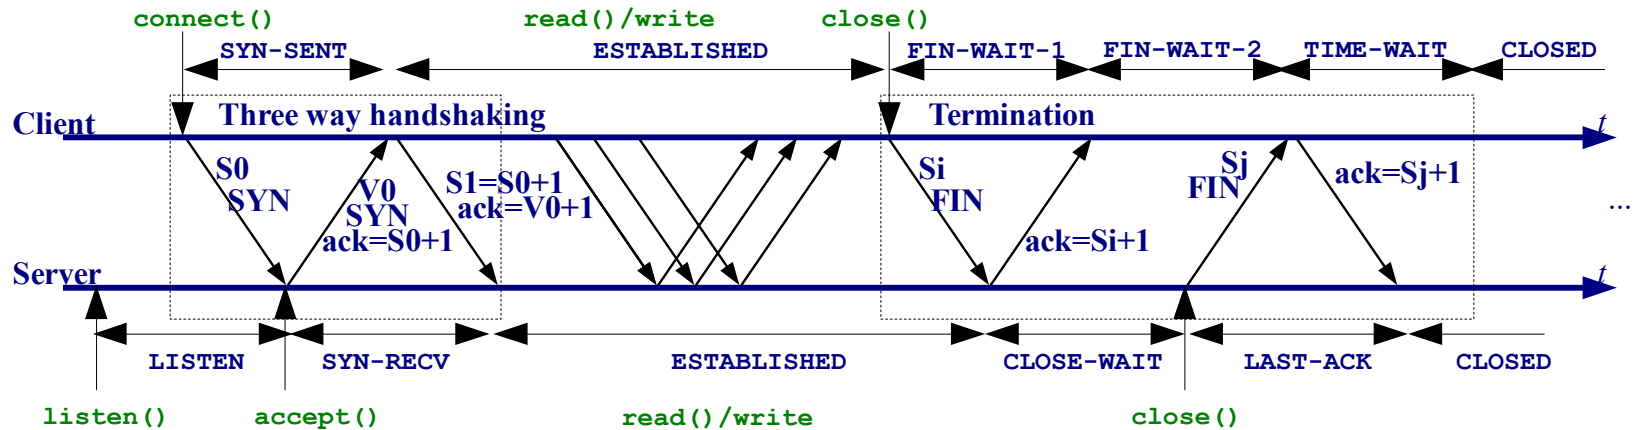 connect() read()/write close()
SYN-SENT ESTABLISHED FIN-WAIT-1 FIN-WAIT-2 TIME-WAIT CLOSED
Three way handshaking Termination
Client t
S0
SYN
V0
SYN
ack=S0+1
S1=S0+1
ack=V0+1
Si
FIN
ack=Si+1
Sj
FIN
ack=Sj+1
...
Server t
LISTEN SYN-RECV ESTABLISHED CLOSE-WAIT LAST-ACK CLOSED
listen() accept() read()/write close()